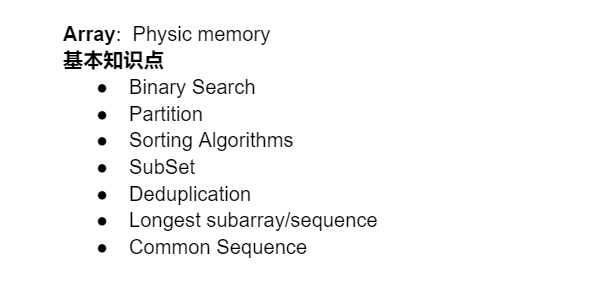 Array:  Physic memory
基本知识点
● Binary Search
● Partition
● Sorting Algorithms
● SubSet
● Deduplication
● Longest subarray/sequence
● Common Sequence